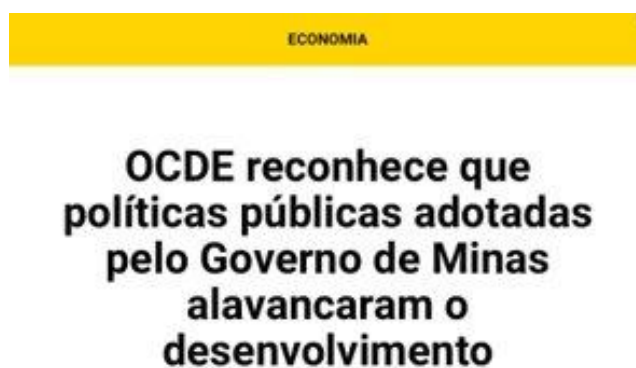 ECONOMIA
OCDE reconhece que
políticas públicas adotadas
pelo Governo de Minas
alavancaram o
desenvolvimento